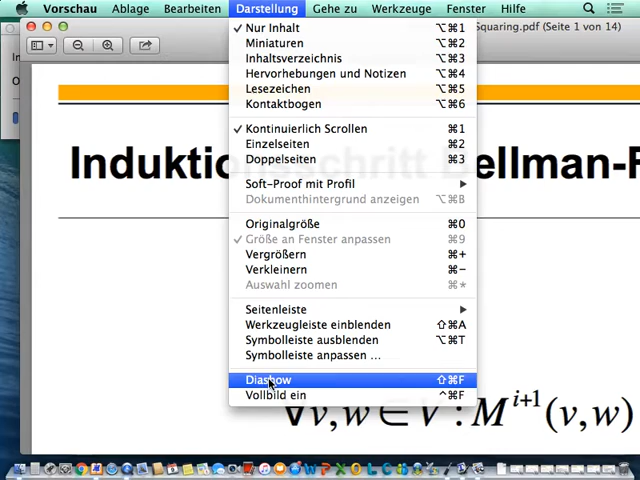 Vorschau Ablage Bearbeiten Darstellung Gehe zu Werkzeuge Fenster Hilfe
Squaring.pdf (Seite 1 von 14)
Nur Inhalt ⌥⌘1
Miniaturen ⌥⌘2
Inhaltsverzeichnis ⌥⌘3
Hervorhebungen und Notizen ⌥⌘4
Lesezeichen ⌥⌘5
Kontaktbogen ⌥⌘6
Kontinuierlich Scrollen ⌘1
Einzelseiten ⌘2
Doppelseiten ⌘3
Induktionsschritt Bellman-F
Soft-Proof mit Profil
Dokumenthintergrund anzeigen ⌥⌘B
Originalgröße ⌘0
Größe an Fenster anpassen ⌘9
Vergrößern ⌘+
Verkleinern ⌘−
Auswahl zoomen ⌘*
Seitenleiste
Werkzeugleiste einblenden ⇧⌘A
Symbolleiste ausblenden ⌥⌘T
Symbolleiste anpassen ...
Diashow ⇧⌘F
Vollbild ein ^⌘F
∀v,w ∈ V : M^{i+1}(v,w)